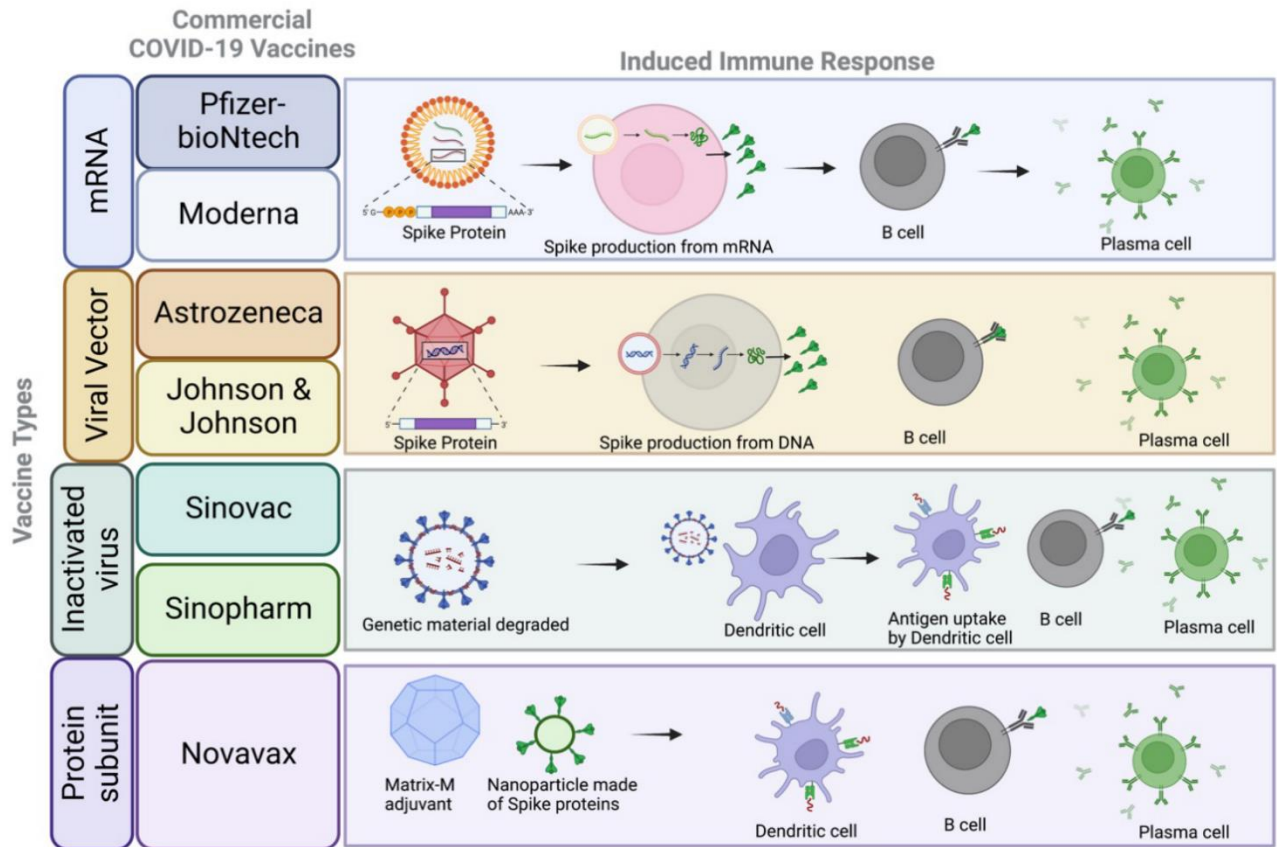 Commercial
COVID-19 Vaccines
Induced Immune Response
Vaccine Types
mRNA
Pfizer-
bioNtech
Moderna
5' G
P P P
AAA-3'
Spike Protein
Spike production from mRNA
B cell
Plasma cell
Viral Vector
Astrozeneca
Johnson &
Johnson
5'
3'
Spike Protein
Spike production from DNA
B cell
Plasma cell
Inactivated
virus
Sinovac
Sinopharm
Genetic material degraded
Dendritic cell
Antigen uptake
by Dendritic cell
B cell
Plasma cell
Protein
subunit
Novavax
Matrix-M
adjuvant
Nanoparticle made
of Spike proteins
Dendritic cell
B cell
Plasma cell